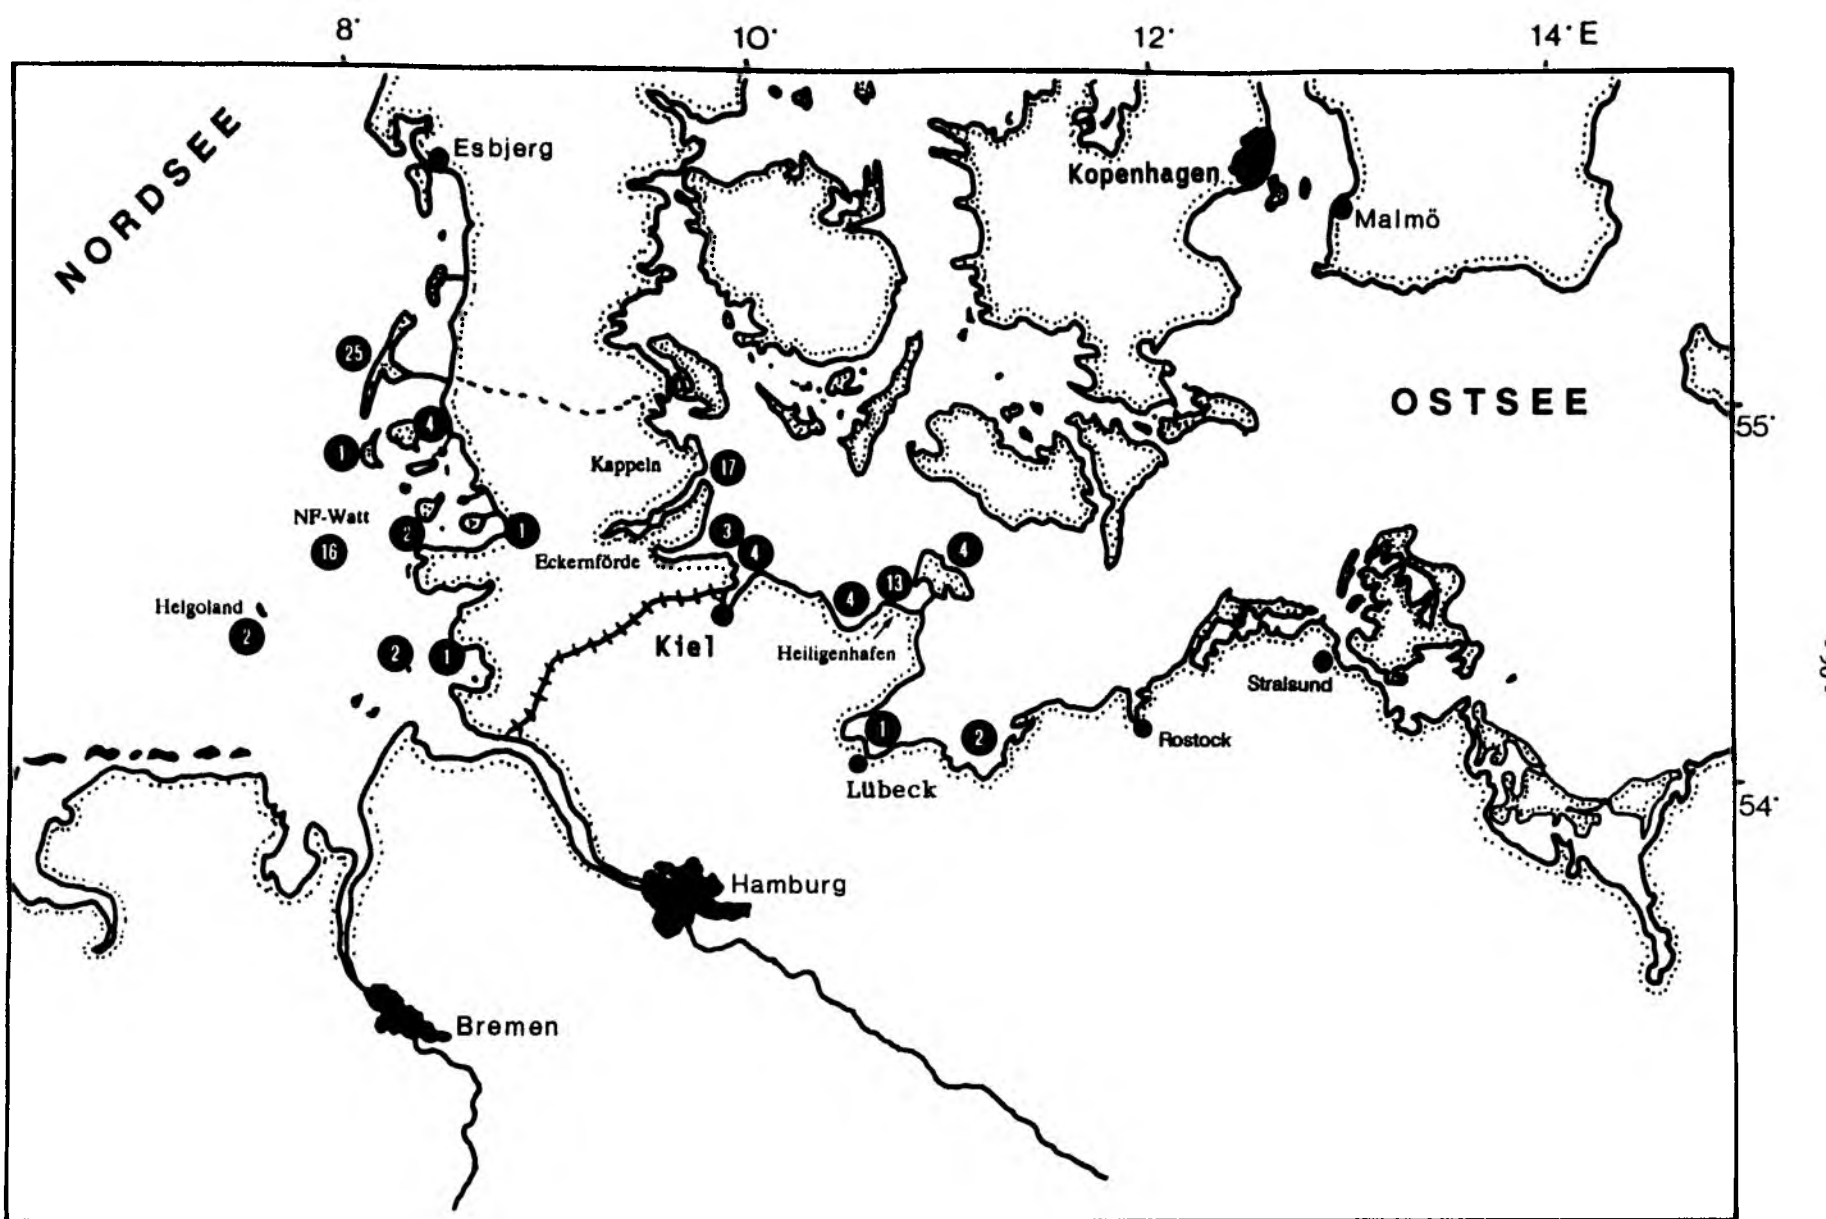 8°
10°
12°
14° E
NORDSEE
Esbjerg
Kopenhagen
Malmö
25
OSTSEE
55°
4
1
Kappeln
17
NF-Watt
2
1
3
16
Eckernförde
4
4
13
4
Helgoland
2
Kiel
Heiligenhafen
2
1
Stralsund
1
2
Rostock
Lübeck
54°
Hamburg
Bremen